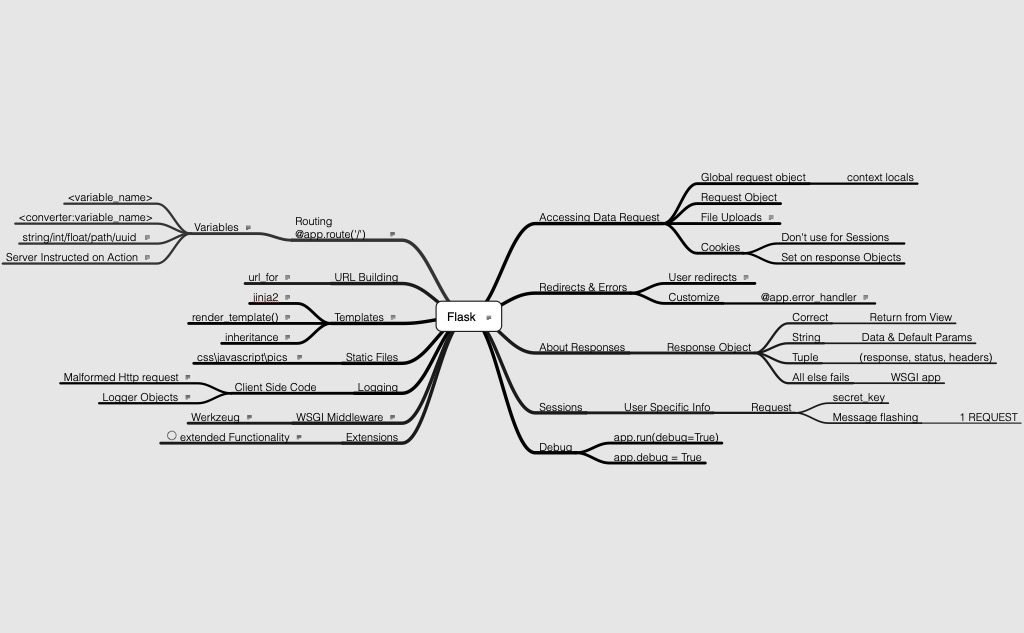 Flask
Routing
@app.route('/')
Variables
<variable_name>
<converter:variable_name>
string/int/float/path/uuid
Server Instructed on Action
URL Building
url_for
Templates
jinja2
render_template()
inheritance
Static Files
css\javascript\pics
Logging
Client Side Code
Malformed Http request
Logger Objects
WSGI Middleware
Werkzeug
Extensions
extended Functionality
Accessing Data Request
Global request object
context locals
Request Object
File Uploads
Cookies
Don't use for Sessions
Set on response Objects
Redirects & Errors
User redirects
Customize
@app.error_handler
About Responses
Response Object
Correct
Return from View
String
Data & Default Params
Tuple
(response, status, headers)
All else fails
WSGI app
Sessions
User Specific Info
Request
secret_key
Message flashing
1 REQUEST
Debug
app.run(debug=True)
app.debug = True